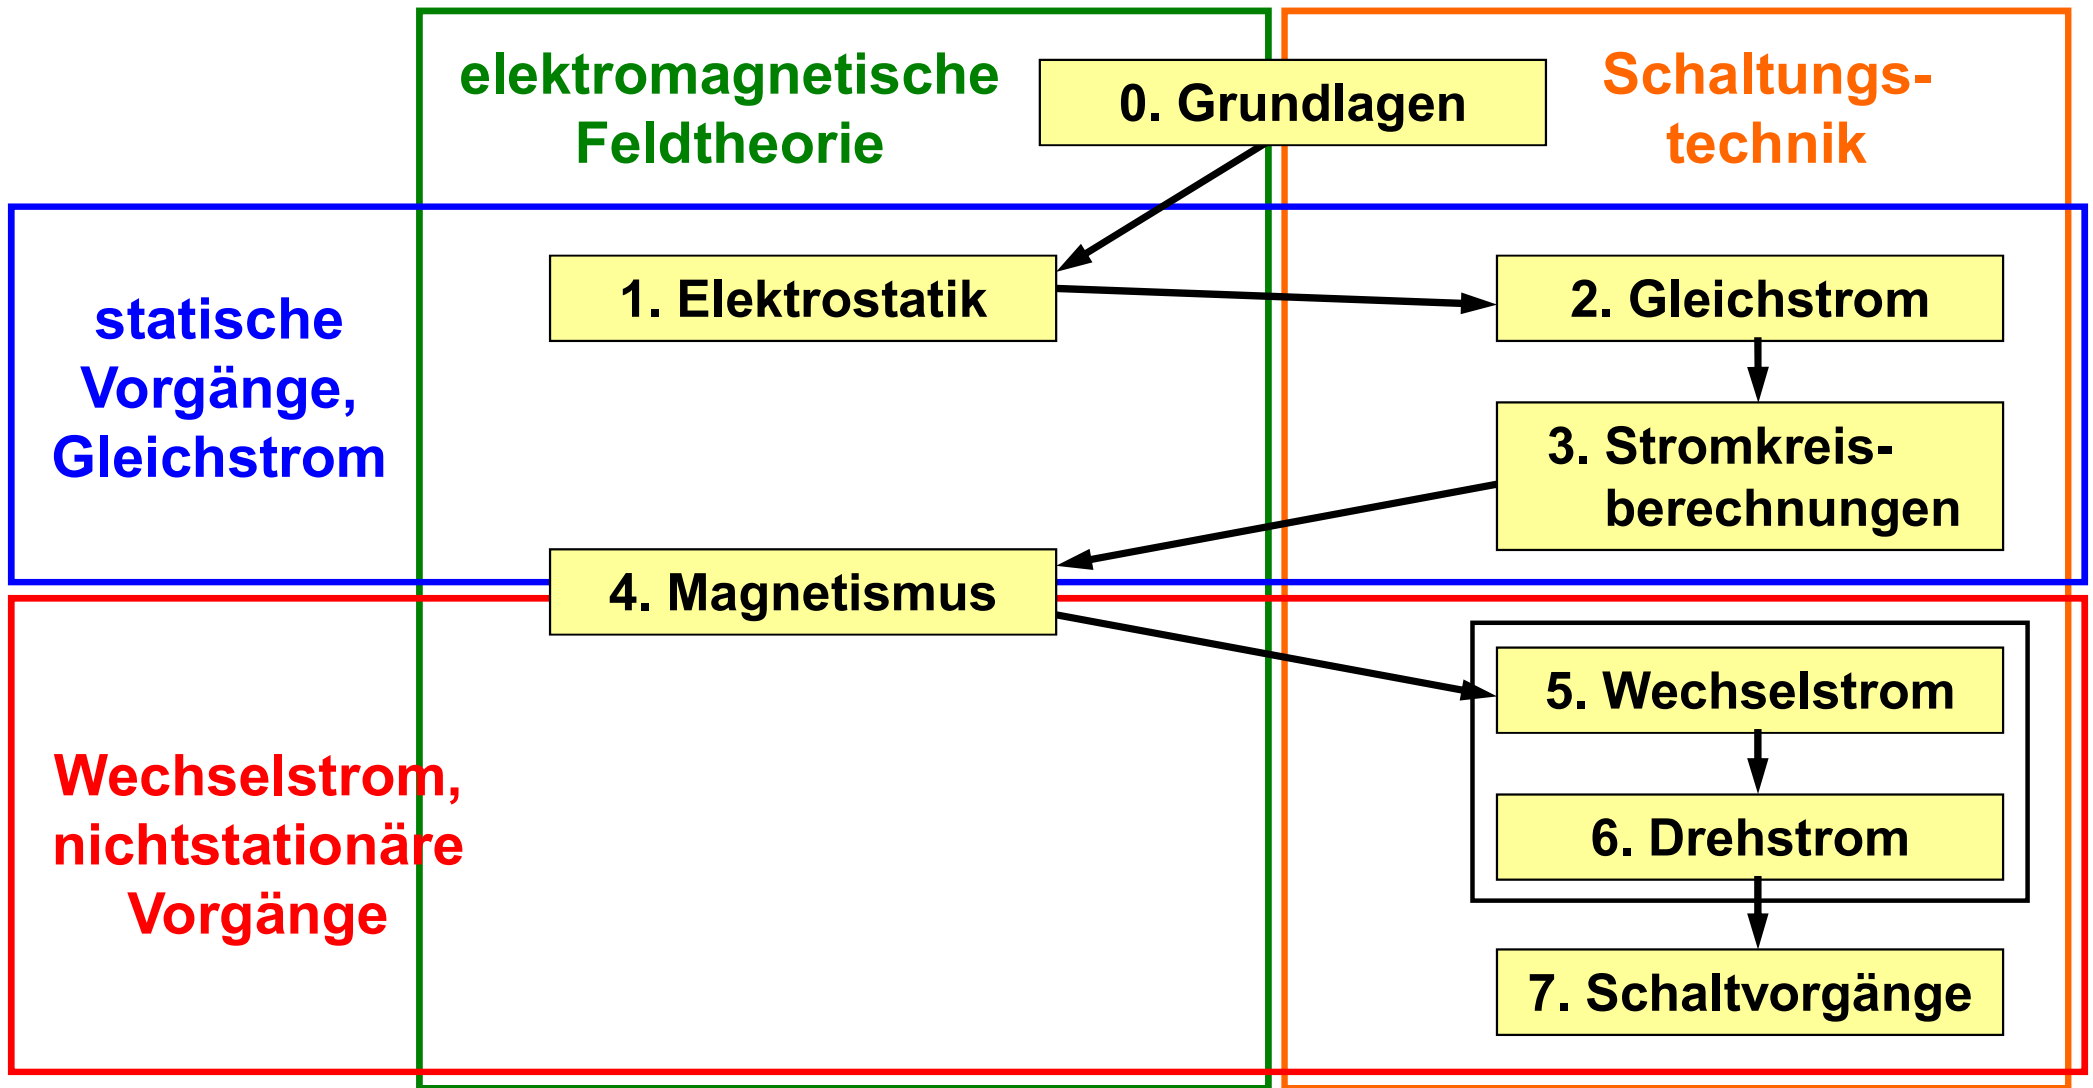 elektromagnetische
Feldtheorie
0. Grundlagen
Schaltungs-
technik
statische
Vorgänge,
Gleichstrom
1. Elektrostatik
2. Gleichstrom
3. Stromkreis-
berechnungen
4. Magnetismus
Wechselstrom,
nichtstationäre
Vorgänge
5. Wechselstrom
6. Drehstrom
7. Schaltvorgänge